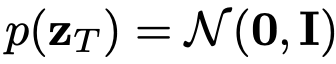 p(𝐳_T) = 𝒩(𝟎, 𝐈)